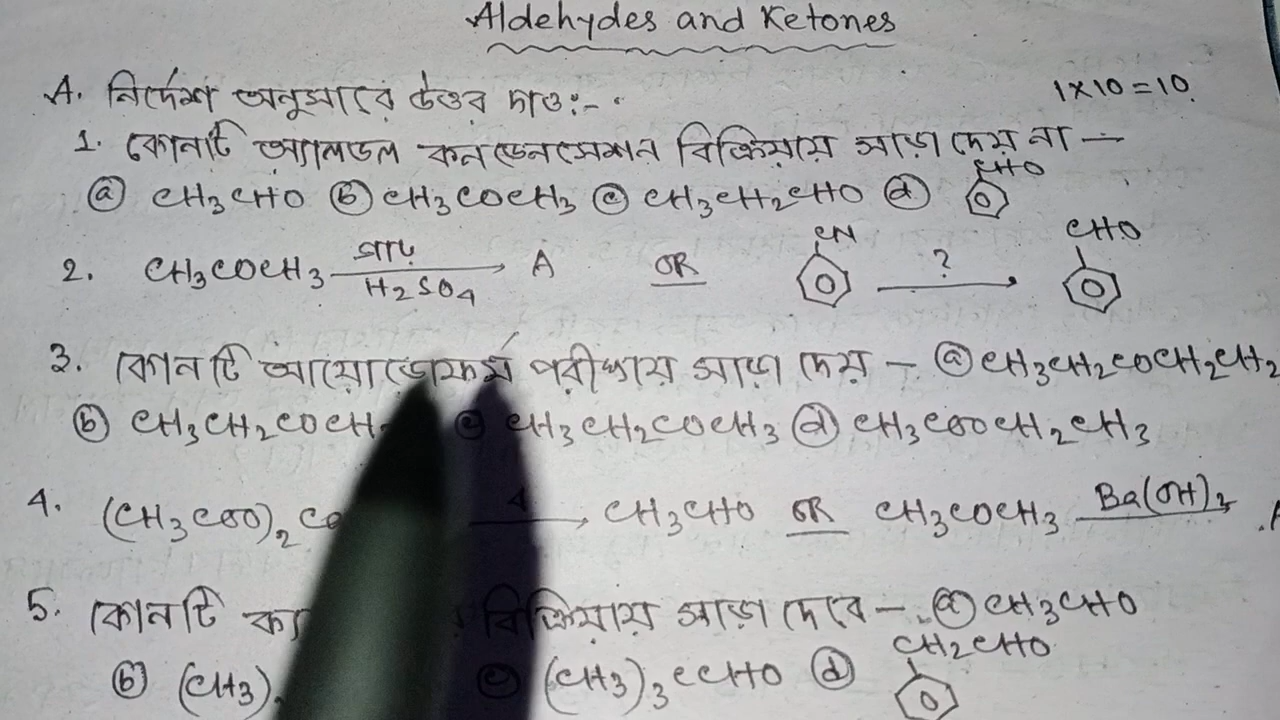 Aldehydes and Ketones
A. নির্দেশ অনুসারে উত্তর দাও:-
1×10=10
1. কোনটি অ্যালডল কনডেনসেশন বিক্রিয়ায় সাড়া দেয় না —
ⓐ CH3CHO ⓑ CH3COCH3 ⓒ CH3CH2CHO ⓓ CHO
2. CH3COCH3 গাঢ় H2SO4 → A OR CN ? → CHO
3. কোনটি আয়োডোফর্ম পরীক্ষায় সাড়া দেয় — ⓐ CH3CH2COCH2CH2
ⓑ CH3CH2COCH ⓒ CH3CH2COCH3 ⓓ CH3COOCH2CH3
4. (CH3COO)2 → CH3CHO OR CH3COCH3 Ba(OH)2 →
5. কোনটি বিক্রিয়ায় সাড়া দেবে — ⓐ CH3CHO
ⓑ (CH3) ⓒ (CH3)3CCHO ⓓ CH2CHO